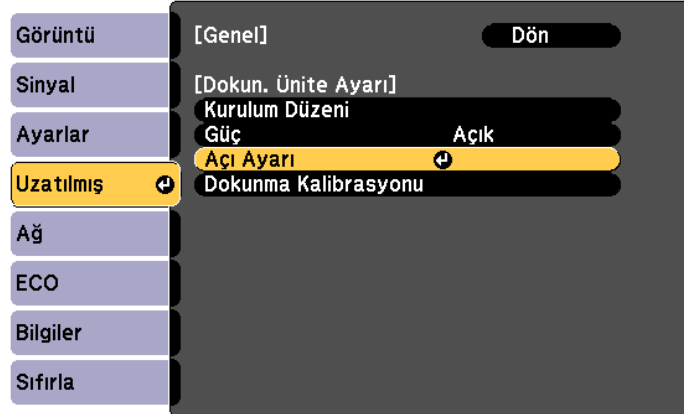 Görüntü
Sinyal
Ayarlar
Uzatılmış
Ağ
ECO
Bilgiler
Sıfırla
[Genel] Dön
[Dokun. Ünite Ayarı]
Kurulum Düzeni
Güç Açık
Açı Ayarı
Dokunma Kalibrasyonu